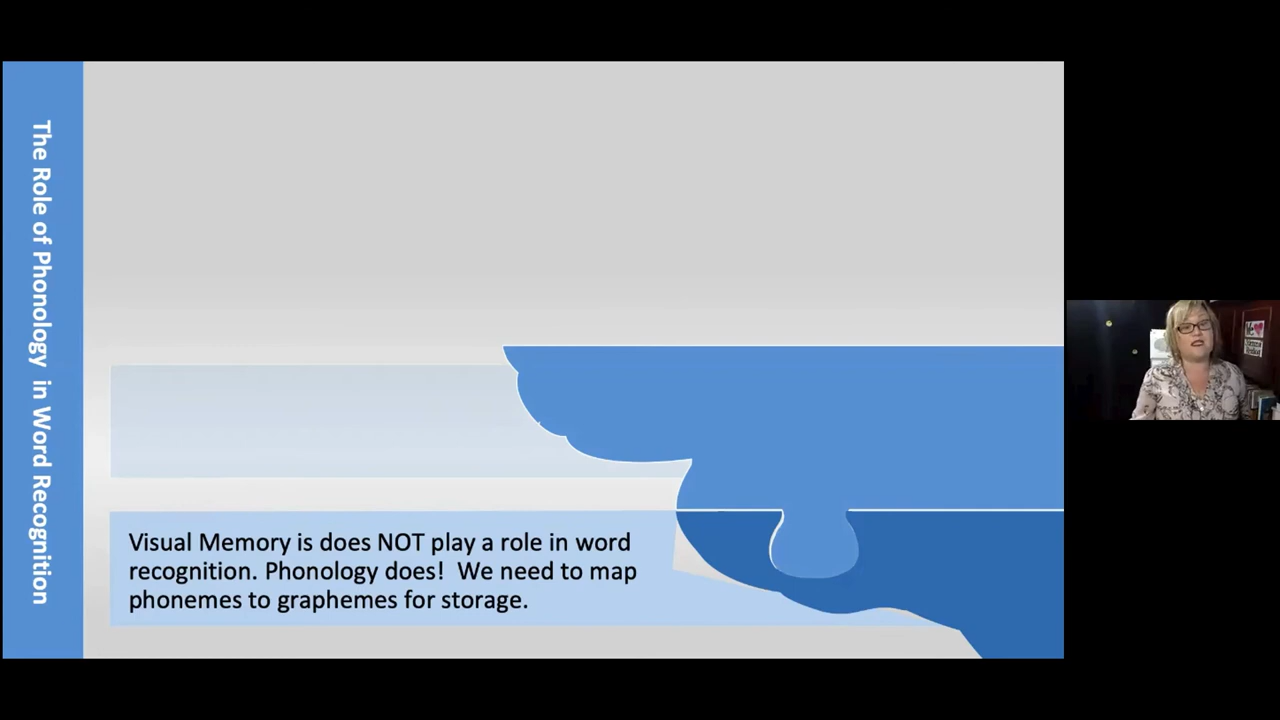 The Role of Phonology in Word Recognition
Visual Memory is does NOT play a role in word
recognition. Phonology does! We need to map
phonemes to graphemes for storage.